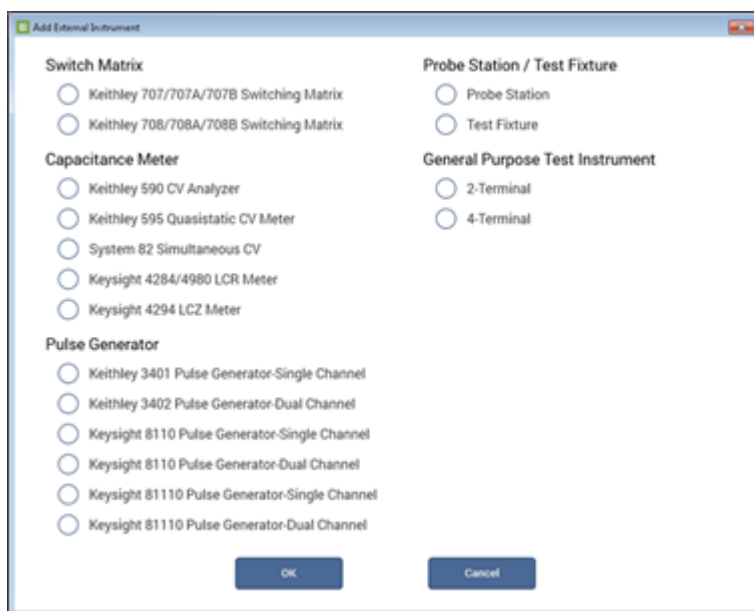 Add External Instrument
Switch Matrix
Keithley 707/707A/707B Switching Matrix
Keithley 708/708A/708B Switching Matrix
Capacitance Meter
Keithley 590 CV Analyzer
Keithley 595 Quasistatic CV Meter
System 82 Simultaneous CV
Keysight 4284/4980 LCR Meter
Keysight 4294 LCZ Meter
Pulse Generator
Keithley 3401 Pulse Generator-Single Channel
Keithley 3402 Pulse Generator-Dual Channel
Keysight 8110 Pulse Generator-Single Channel
Keysight 8110 Pulse Generator-Dual Channel
Keysight 81110 Pulse Generator-Single Channel
Keysight 81110 Pulse Generator-Dual Channel
Probe Station / Test Fixture
Probe Station
Test Fixture
General Purpose Test Instrument
2-Terminal
4-Terminal
OK
Cancel